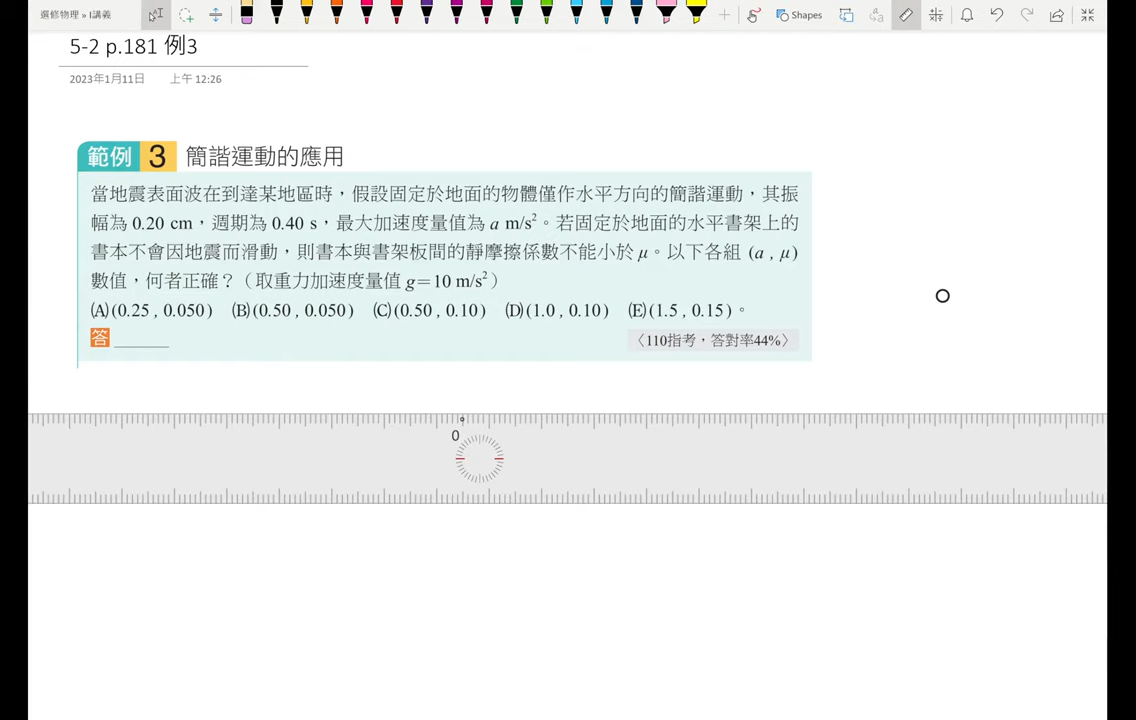 選修物理 » I講義
Shapes
5-2 p.181 例3
2023年1月11日 上午 12:26
範例 3 簡諧運動的應用
當地震表面波在到達某地區時，假設固定於地面的物體僅作水平方向的簡諧運動，其振
幅為 0.20 cm，週期為 0.40 s，最大加速度量值為 a m/s²。若固定於地面的水平書架上的
書本不會因地震而滑動，則書本與書架板間的靜摩擦係數不能小於 μ。以下各組 (a , μ)
數值，何者正確？（取重力加速度量值 g＝10 m/s²）
(A)(0.25 , 0.050) (B)(0.50 , 0.050) (C)(0.50 , 0.10) (D)(1.0 , 0.10) (E)(1.5 , 0.15)。
答 ______
〈110指考，答對率44%〉
0